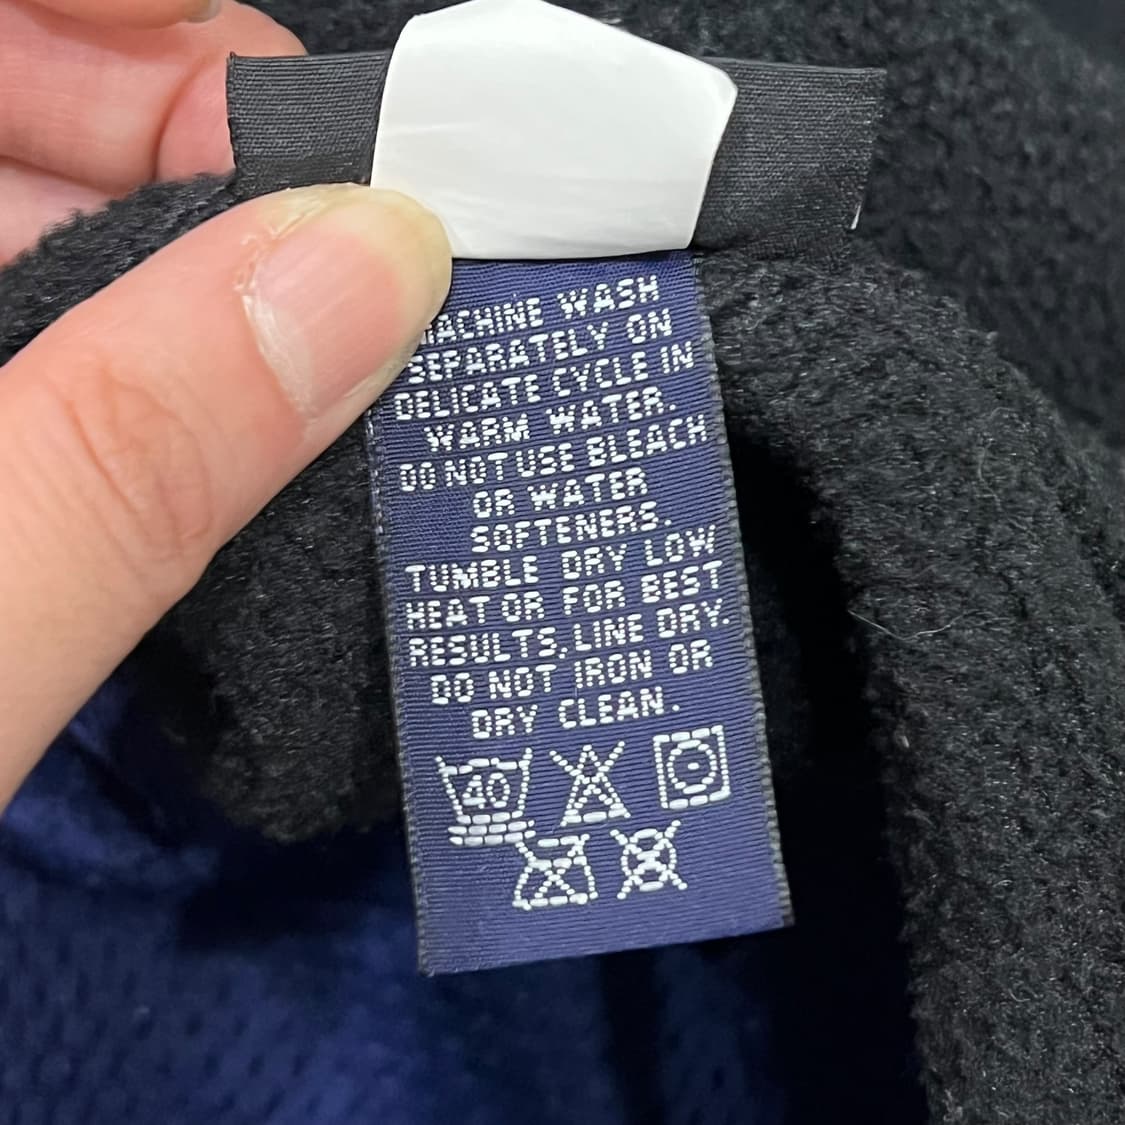 MACHINE WASH
SEPARATELY ON
DELICATE CYCLE IN
WARM WATER.
DO NOT USE BLEACH
OR WATER
SOFTENERS.
TUMBLE DRY LOW
HEAT OR FOR BEST
RESULTS, LINE DRY.
DO NOT IRON OR
DRY CLEAN.
40